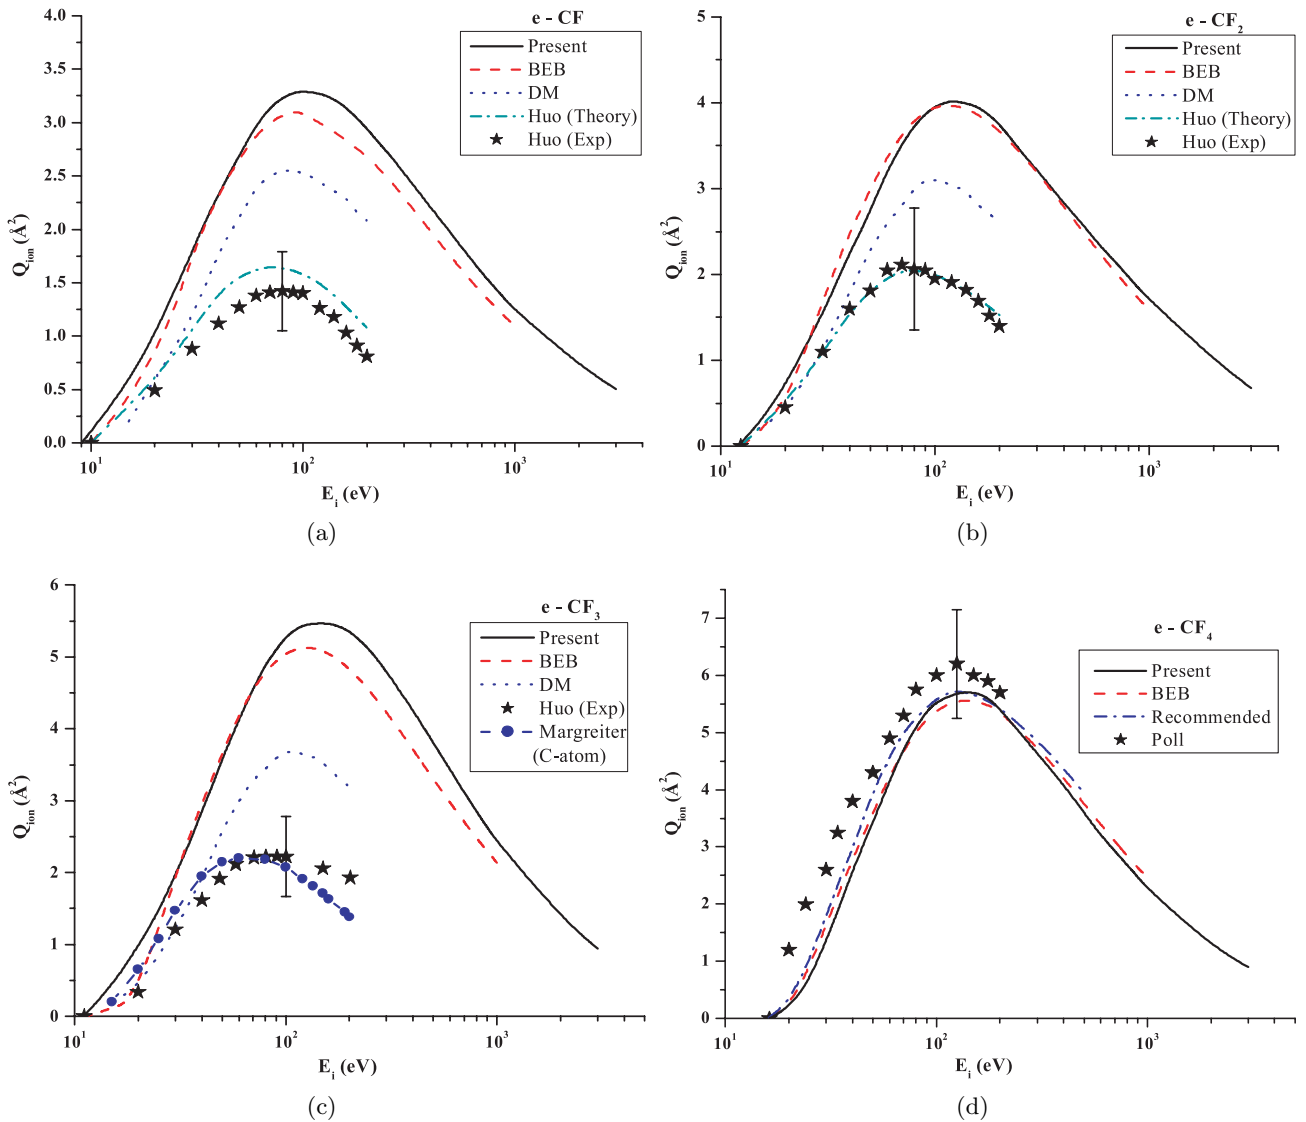 e - CF
Present
BEB
DM
Huo (Theory)
Huo (Exp)
4.0
3.5
3.0
2.5
2.0
1.5
1.0
0.5
0.0
Q_ion (Å²)
10¹ 10² 10³
E_i (eV)
(a)
e - CF₂
Present
BEB
DM
Huo (Theory)
Huo (Exp)
5
4
3
2
1
0
Q_ion (Å²)
10¹ 10² 10³
E_i (eV)
(b)
e - CF₃
Present
BEB
DM
Huo (Exp)
Margreiter
(C-atom)
6
5
4
3
2
1
0
Q_ion (Å²)
10¹ 10² 10³
E_i (eV)
(c)
e - CF₄
Present
BEB
Recommended
Poll
7
6
5
4
3
2
1
0
Q_ion (Å²)
10¹ 10² 10³
E_i (eV)
(d)